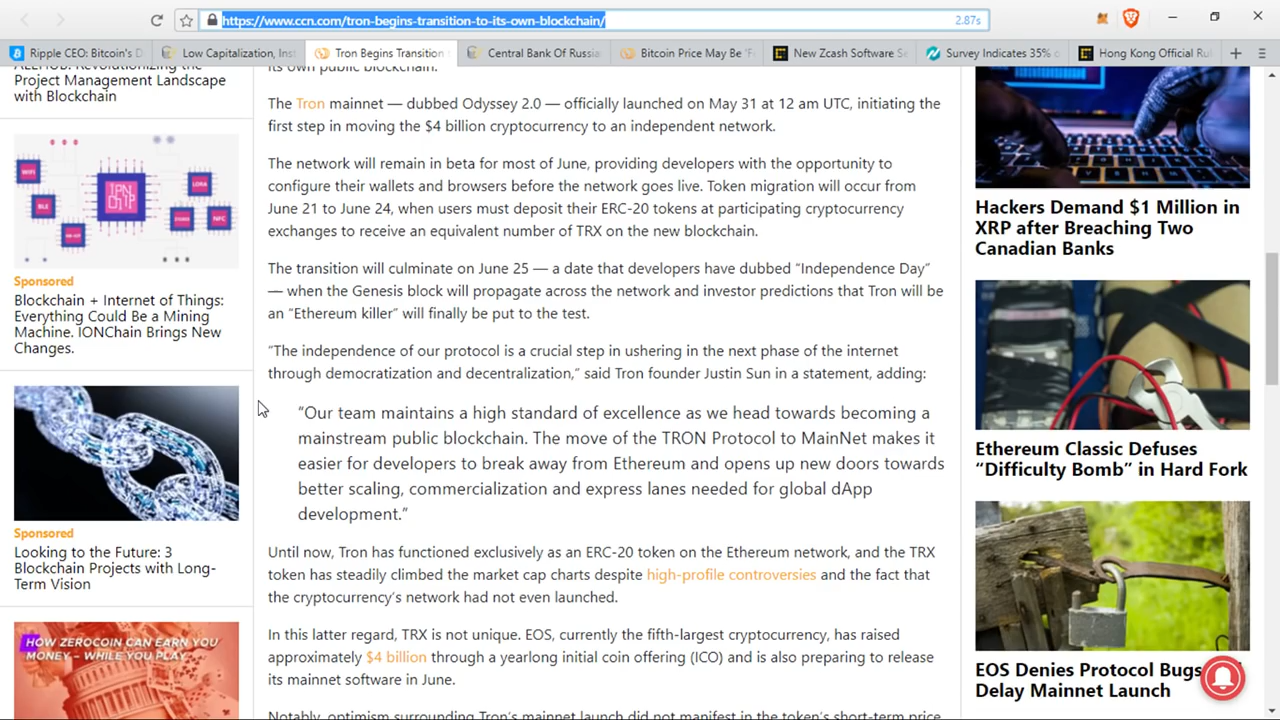 https://www.ccn.com/tron-begins-transition-to-its-own-blockchain/
2.87s
Ripple CEO: Bitcoin's D
Low Capitalization, Inst
Tron Begins Transition
Central Bank Of Russia
Bitcoin Price May Be 'F
New Zcash Software Se
Survey Indicates 35%
Hong Kong Official Ru
Project Management Landscape
with Blockchain
Sponsored
Blockchain + Internet of Things:
Everything Could Be a Mining
Machine. IONChain Brings New
Changes.
Sponsored
Looking to the Future: 3
Blockchain Projects with Long-
Term Vision
HOW ZEROCOIN CAN EARN YOU
MONEY – WHILE YOU PLAY
its own public blockchain.
The Tron mainnet — dubbed Odyssey 2.0 — officially launched on May 31 at 12 am UTC, initiating the
first step in moving the $4 billion cryptocurrency to an independent network.
The network will remain in beta for most of June, providing developers with the opportunity to
configure their wallets and browsers before the network goes live. Token migration will occur from
June 21 to June 24, when users must deposit their ERC-20 tokens at participating cryptocurrency
exchanges to receive an equivalent number of TRX on the new blockchain.
The transition will culminate on June 25 — a date that developers have dubbed “Independence Day”
— when the Genesis block will propagate across the network and investor predictions that Tron will be
an “Ethereum killer” will finally be put to the test.
“The independence of our protocol is a crucial step in ushering in the next phase of the internet
through democratization and decentralization,” said Tron founder Justin Sun in a statement, adding:
“Our team maintains a high standard of excellence as we head towards becoming a
mainstream public blockchain. The move of the TRON Protocol to MainNet makes it
easier for developers to break away from Ethereum and opens up new doors towards
better scaling, commercialization and express lanes needed for global dApp
development.”
Until now, Tron has functioned exclusively as an ERC-20 token on the Ethereum network, and the TRX
token has steadily climbed the market cap charts despite high-profile controversies and the fact that
the cryptocurrency’s network had not even launched.
In this latter regard, TRX is not unique. EOS, currently the fifth-largest cryptocurrency, has raised
approximately $4 billion through a yearlong initial coin offering (ICO) and is also preparing to release
its mainnet software in June.
Notably, optimism surrounding Tron’s mainnet launch did not manifest in the token’s short-term price
Hackers Demand $1 Million in
XRP after Breaching Two
Canadian Banks
Ethereum Classic Defuses
“Difficulty Bomb” in Hard Fork
EOS Denies Protocol Bugs
Delay Mainnet Launch